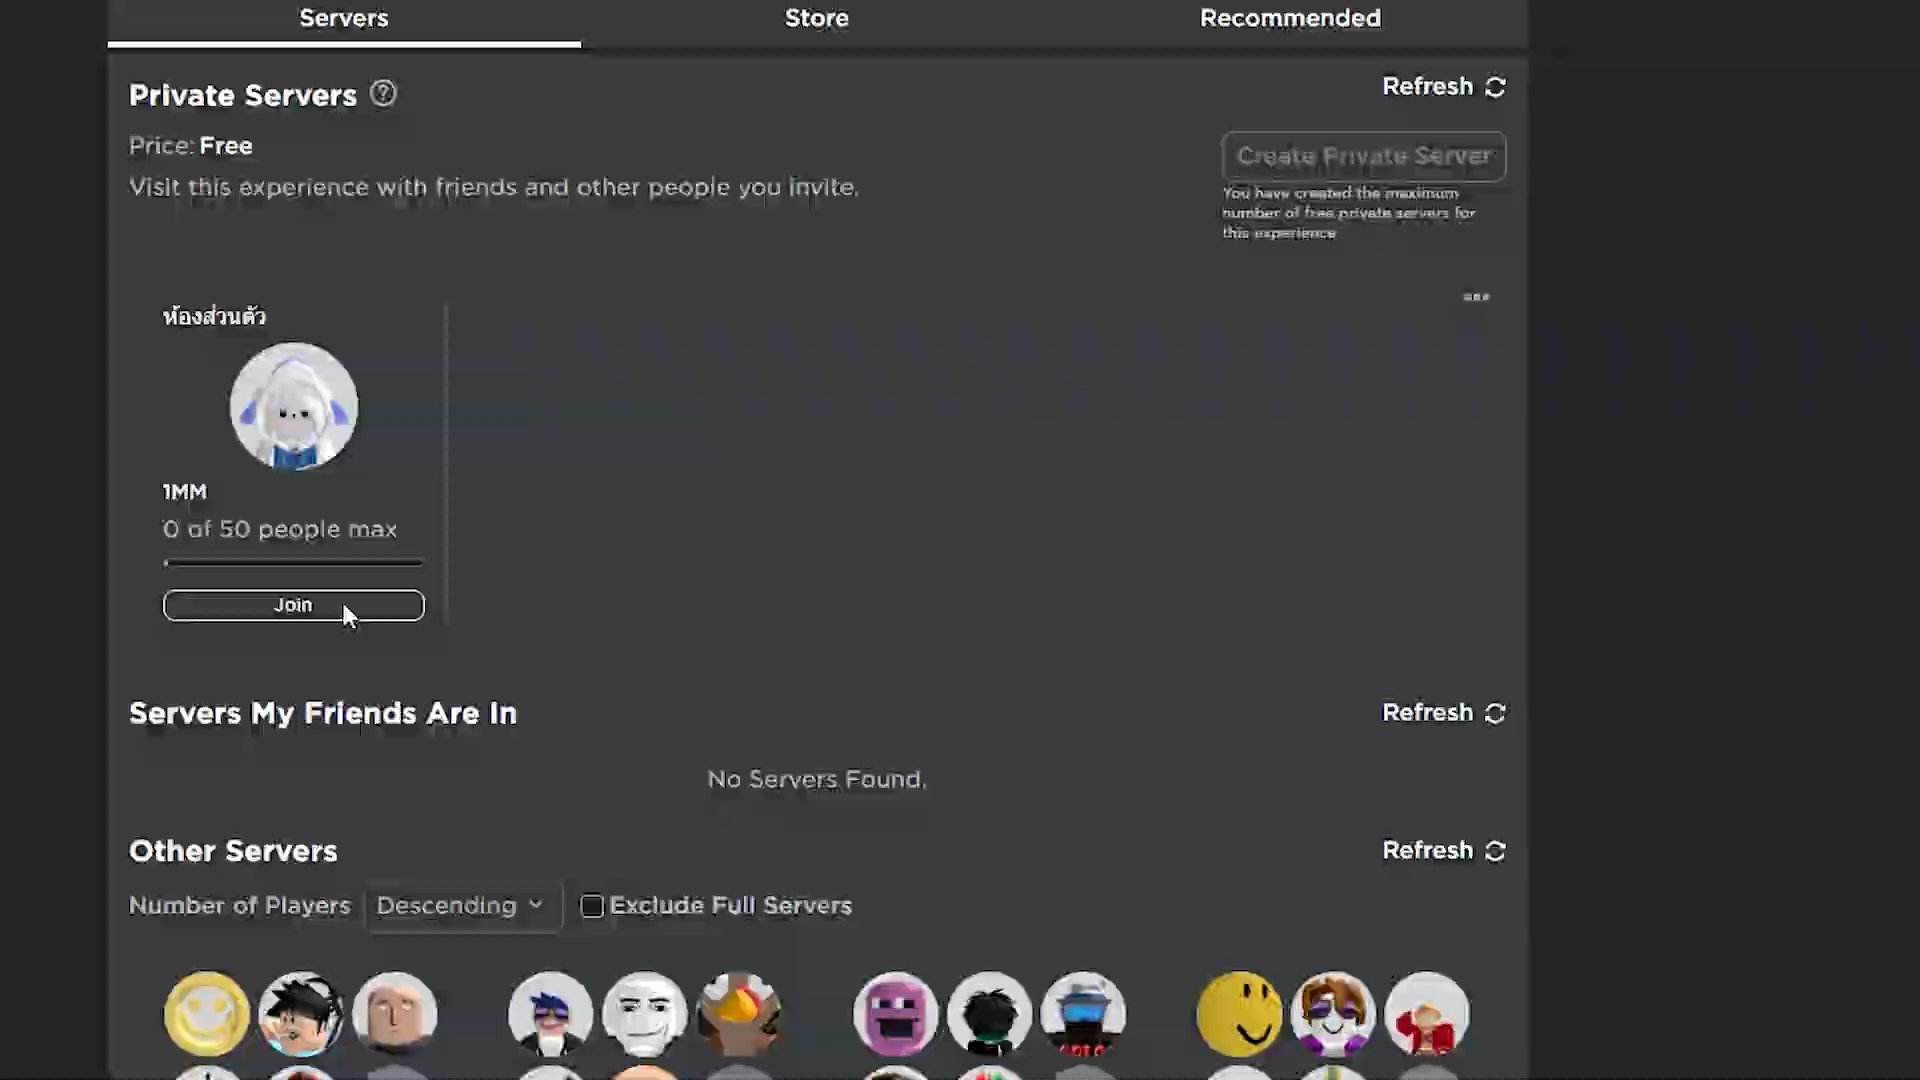 Servers
Store
Recommended
Private Servers
Refresh
Price: Free
Create Private Server
Visit this experience with friends and other people you invite.
You have created the maximum
number of free private servers for
this experience
ห้องส่วนตัว
1MM
0 of 50 people max
Join
Servers My Friends Are In
Refresh
No Servers Found.
Other Servers
Refresh
Number of Players
Descending
Exclude Full Servers